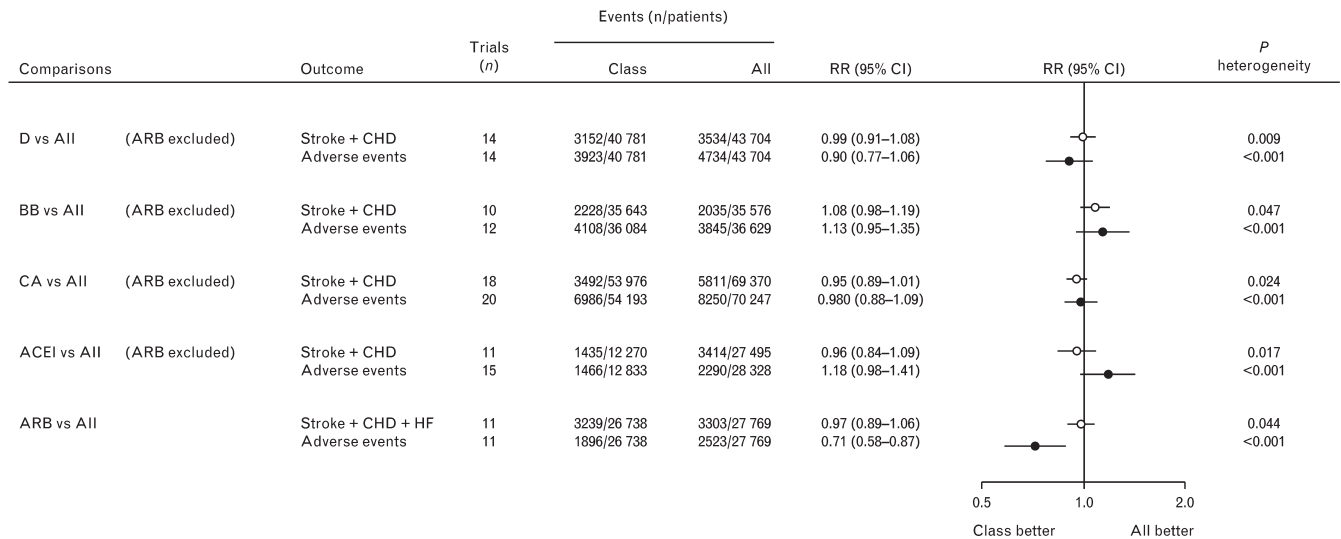 Events (n/patients)
Trials P
Comparisons Outcome (n) Class All RR (95% CI) RR (95% CI) heterogeneity
D vs All (ARB excluded) Stroke + CHD 14 3152/40 781 3534/43 704 0.99 (0.91–1.08) 0.009
Adverse events 14 3923/40 781 4734/43 704 0.90 (0.77–1.06) <0.001
BB vs All (ARB excluded) Stroke + CHD 10 2228/35 643 2035/35 576 1.08 (0.98–1.19) 0.047
Adverse events 12 4108/36 084 3845/36 629 1.13 (0.95–1.35) <0.001
CA vs All (ARB excluded) Stroke + CHD 18 3492/53 976 5811/69 370 0.95 (0.89–1.01) 0.024
Adverse events 20 6986/54 193 8250/70 247 0.980 (0.88–1.09) <0.001
ACEI vs All (ARB excluded) Stroke + CHD 11 1435/12 270 3414/27 495 0.96 (0.84–1.09) 0.017
Adverse events 15 1466/12 833 2290/28 328 1.18 (0.98–1.41) <0.001
ARB vs All Stroke + CHD + HF 11 3239/26 738 3303/27 769 0.97 (0.89–1.06) 0.044
Adverse events 11 1896/26 738 2523/27 769 0.71 (0.58–0.87) <0.001
0.5 1.0 2.0
Class better All better